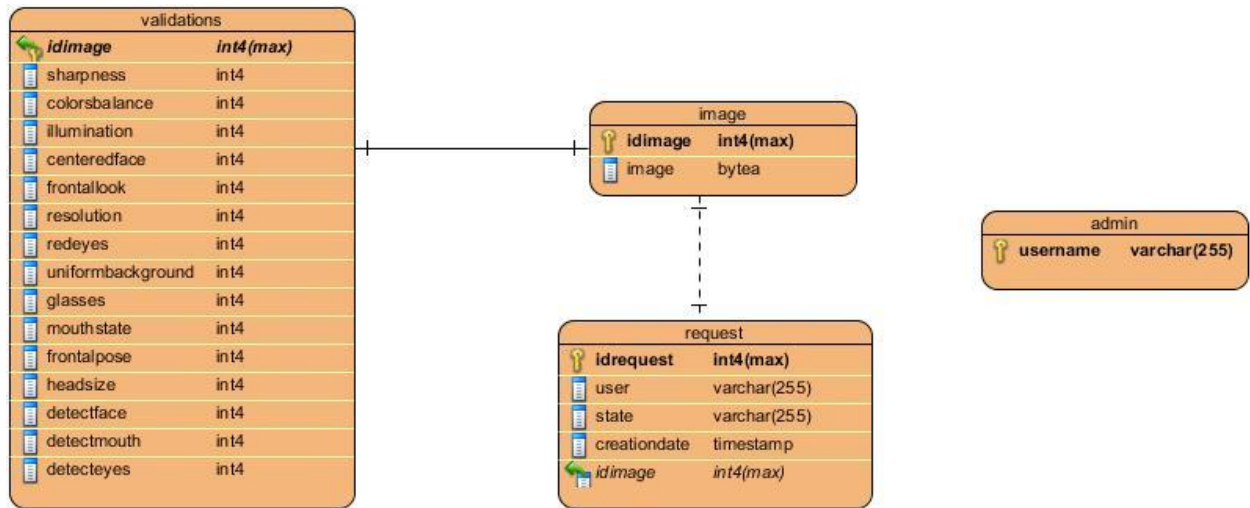 validations
idimage int4(max)
sharpness int4
colorsbalance int4
illumination int4
centeredface int4
frontallook int4
resolution int4
redeyes int4
uniformbackground int4
glasses int4
mouthstate int4
frontalpose int4
headsize int4
detectface int4
detectmouth int4
detecteyes int4
image
idimage int4(max)
image bytea
request
idrequest int4(max)
user varchar(255)
state varchar(255)
creationdate timestamp
idimage int4(max)
admin
username varchar(255)